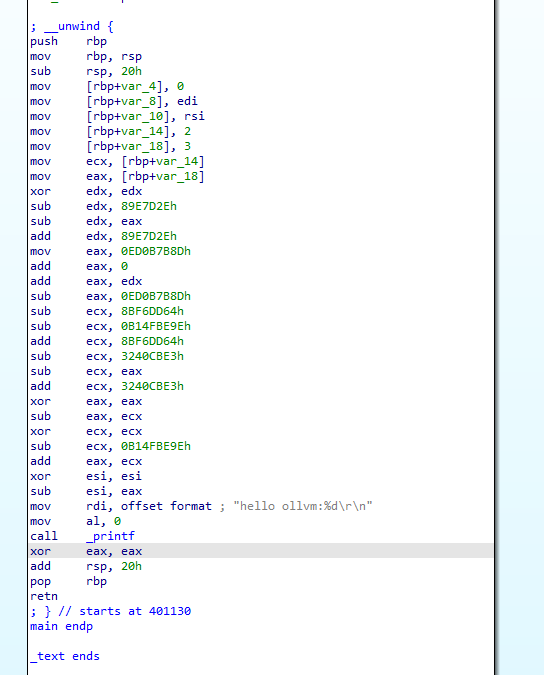 ; __unwind {
push    rbp
mov     rbp, rsp
sub     rsp, 20h
mov     [rbp+var_4], 0
mov     [rbp+var_8], edi
mov     [rbp+var_10], rsi
mov     [rbp+var_14], 2
mov     [rbp+var_18], 3
mov     ecx, [rbp+var_14]
mov     eax, [rbp+var_18]
xor     edx, edx
sub     edx, 89E7D2Eh
sub     edx, eax
add     edx, 89E7D2Eh
mov     eax, 0ED0B7B8Dh
add     eax, 0
add     eax, edx
sub     eax, 0ED0B7B8Dh
sub     ecx, 8BF6DD64h
sub     ecx, 0B14FBE9Eh
add     ecx, 8BF6DD64h
sub     ecx, 3240CBE3h
sub     ecx, eax
add     ecx, 3240CBE3h
xor     eax, eax
sub     eax, ecx
xor     ecx, ecx
sub     ecx, 0B14FBE9Eh
add     eax, ecx
xor     esi, esi
sub     esi, eax
mov     rdi, offset format ; "hello ollvm:%d\r\n"
mov     al, 0
call    _printf
xor     eax, eax
add     rsp, 20h
pop     rbp
retn
; } // starts at 401130
main endp
_text ends